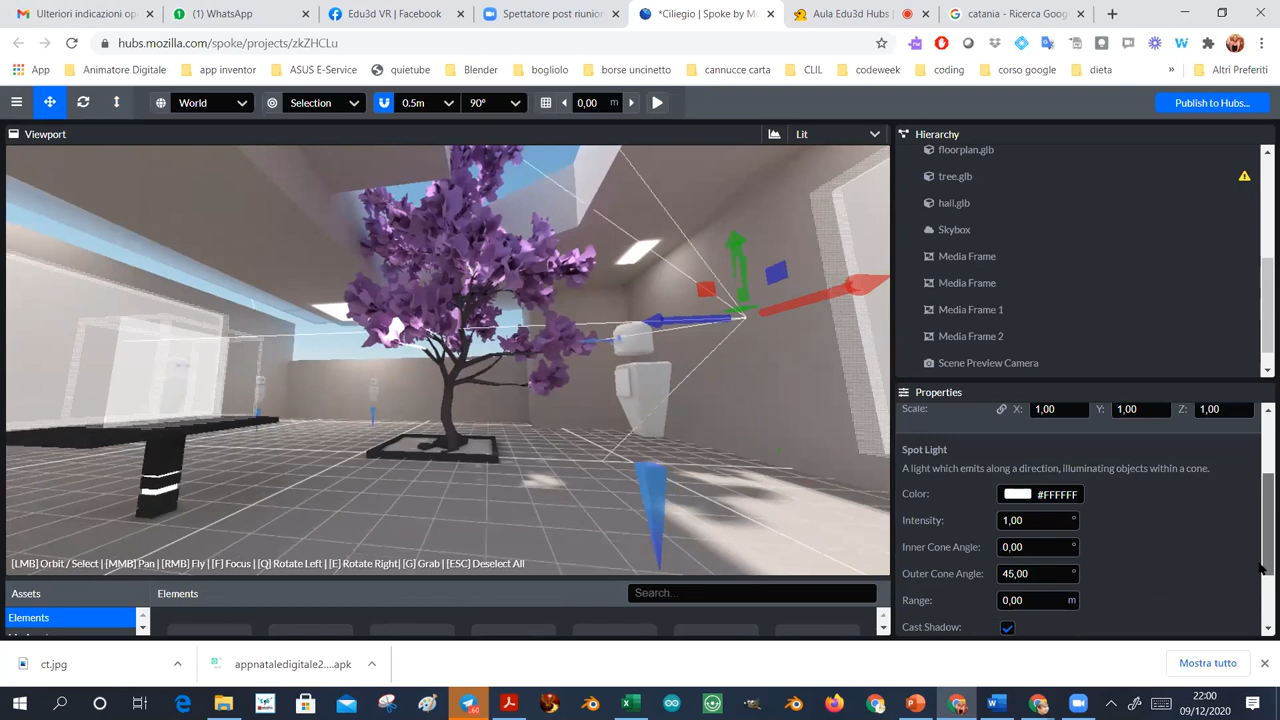 Ulteriori indicazioni op
(1) WhatsApp
Edu3d VR | Facebook
Spettatore post riunior
*Ciliegio | Spoke by Mo
Aula Edu3d Hubs |
catania - Ricerca Goog
hubs.mozilla.com/spoke/projects/zkZHCLu
App
Animatore Digitale
app inventor
ASUS E-Service
quietube
Blender
bogliolo
borse uncinetto
cannucce carta
CLIL
codeweek
coding
corso google
dieta
»
Altri Preferiti
World
Selection
0.5m
90°
0,00 m
Publish to Hubs...
Viewport
Lit
Hierarchy
floorplan.glb
tree.glb
hall.glb
Skybox
Media Frame
Media Frame
Media Frame 1
Media Frame 2
Scene Preview Camera
Properties
Scale: X: 1,00 Y: 1,00 Z: 1,00
Spot Light
A light which emits along a direction, illuminating objects within a cone.
Color: #FFFFFF
Intensity: 1,00 °
Inner Cone Angle: 0,00 °
Outer Cone Angle: 45,00 °
Range: 0,00 m
Cast Shadow:
[LMB] Orbit / Select | [MMB] Pan | [RMB] Fly | [F] Focus | [Q] Rotate Left | [E] Rotate Right| [G] Grab | [ESC] Deselect All
Assets
Elements
Search...
Elements
ct.jpg
appnataledigitale2....apk
Mostra tutto
22:00
09/12/2020